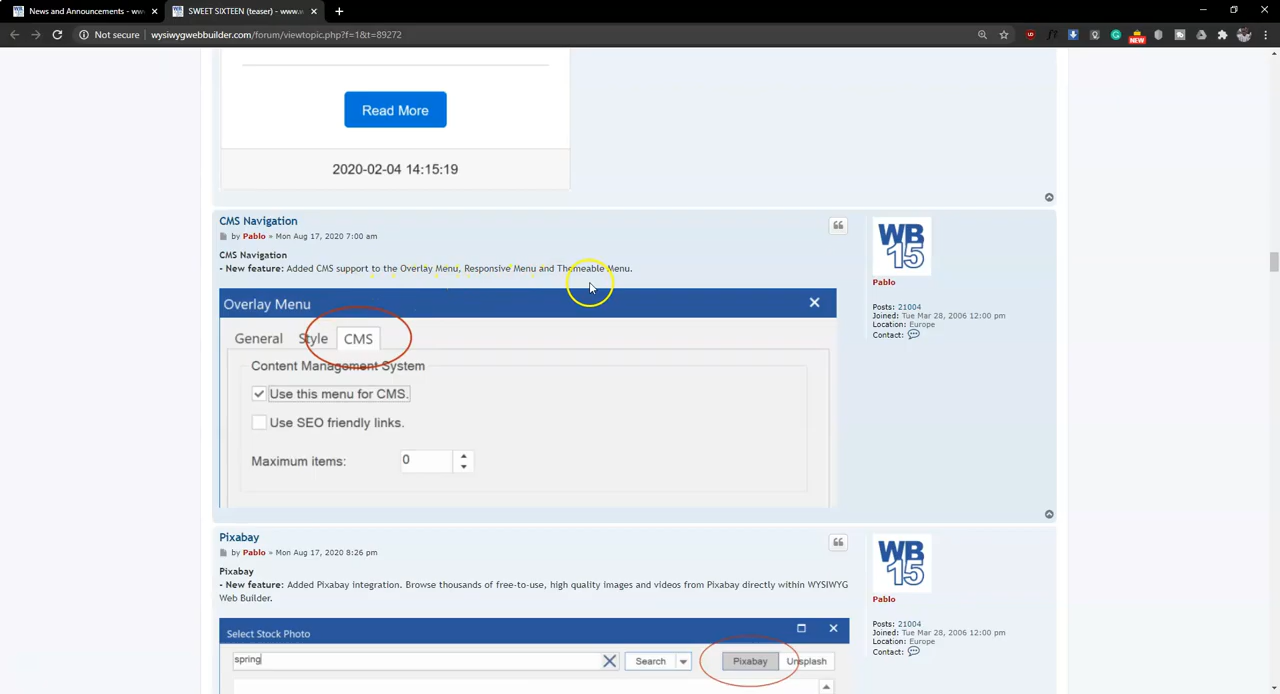 News and Announcements - ww
SWEET SIXTEEN (teaser) - www.w
Not secure
wysiwygwebbuilder.com/forum/viewtopic.php?f=1&t=89272
NEW
Read More
2020-02-04 14:15:19
CMS Navigation
by Pablo » Mon Aug 17, 2020 7:00 am
CMS Navigation
- New feature: Added CMS support to the Overlay Menu, Responsive Menu and Themeable Menu.
WB
15
Pablo
Posts: 21004
Joined: Tue Mar 28, 2006 12:00 pm
Location: Europe
Contact:
Overlay Menu
General
Style
CMS
Content Management System
Use this menu for CMS.
Use SEO friendly links.
Maximum items:
0
Pixabay
by Pablo » Mon Aug 17, 2020 8:26 pm
Pixabay
- New feature: Added Pixabay integration. Browse thousands of free-to-use, high quality images and videos from Pixabay directly within WYSIWYG
Web Builder.
WB
15
Pablo
Posts: 21004
Joined: Tue Mar 28, 2006 12:00 pm
Location: Europe
Contact:
Select Stock Photo
spring
Search
Pixabay
Unsplash